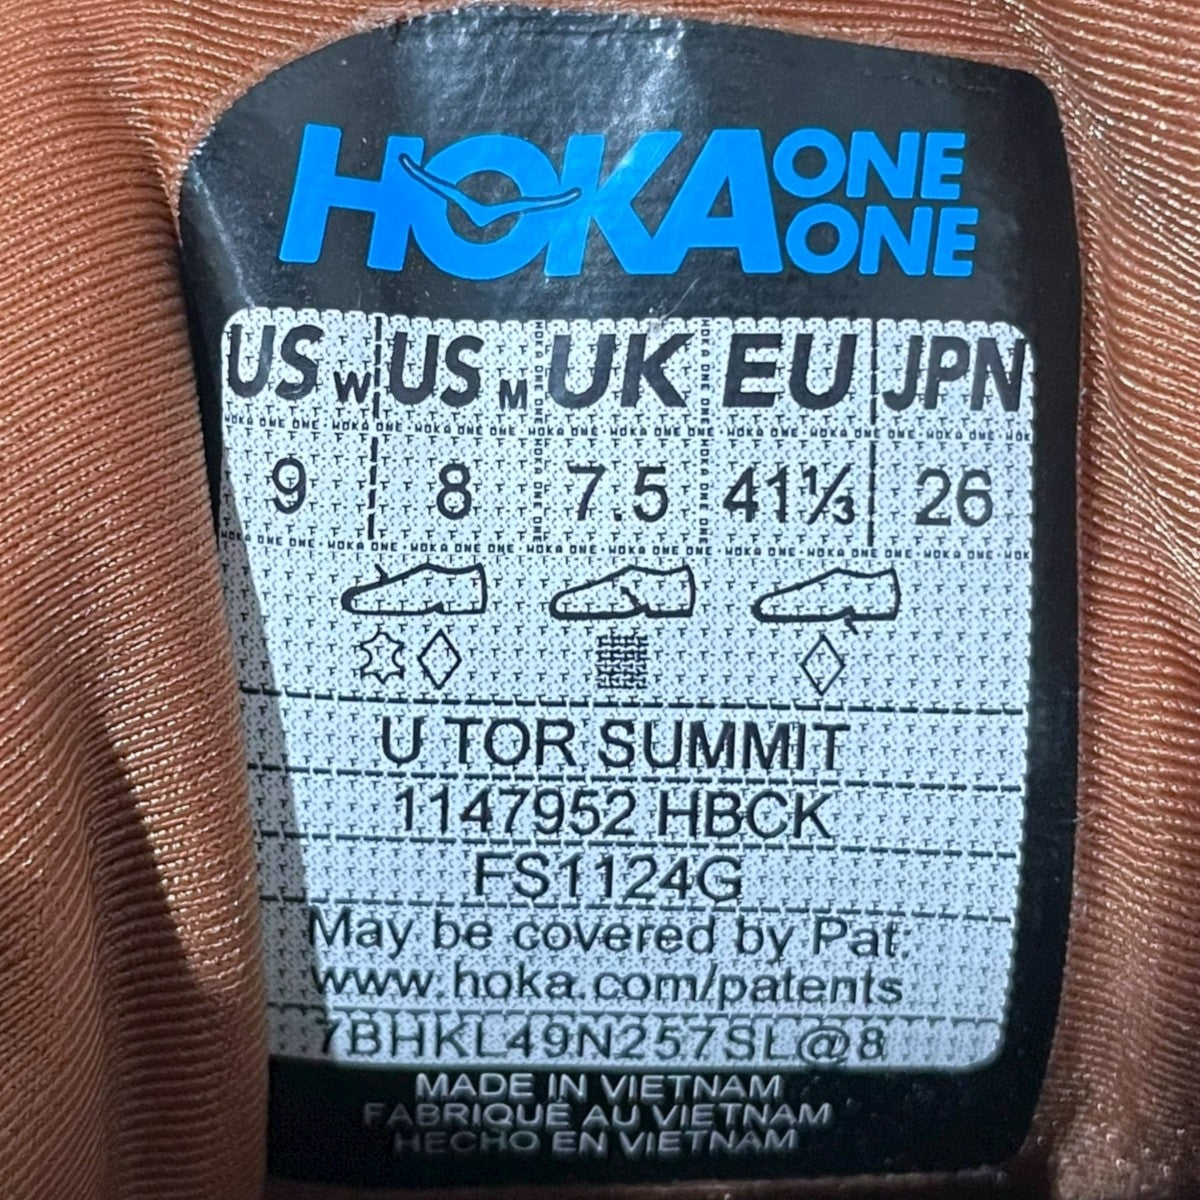 HOKA ONE ONE
US W US M UK EU JPN
9 8 7.5 41⅓ 26
U TOR SUMMIT
1147952 HBCK
FS1124G
May be covered by Pat:
www.hoka.com/patents
7BHKL49N257SL@8
MADE IN VIETNAM
FABRIQUÉ AU VIETNAM
HECHO EN VIETNAM